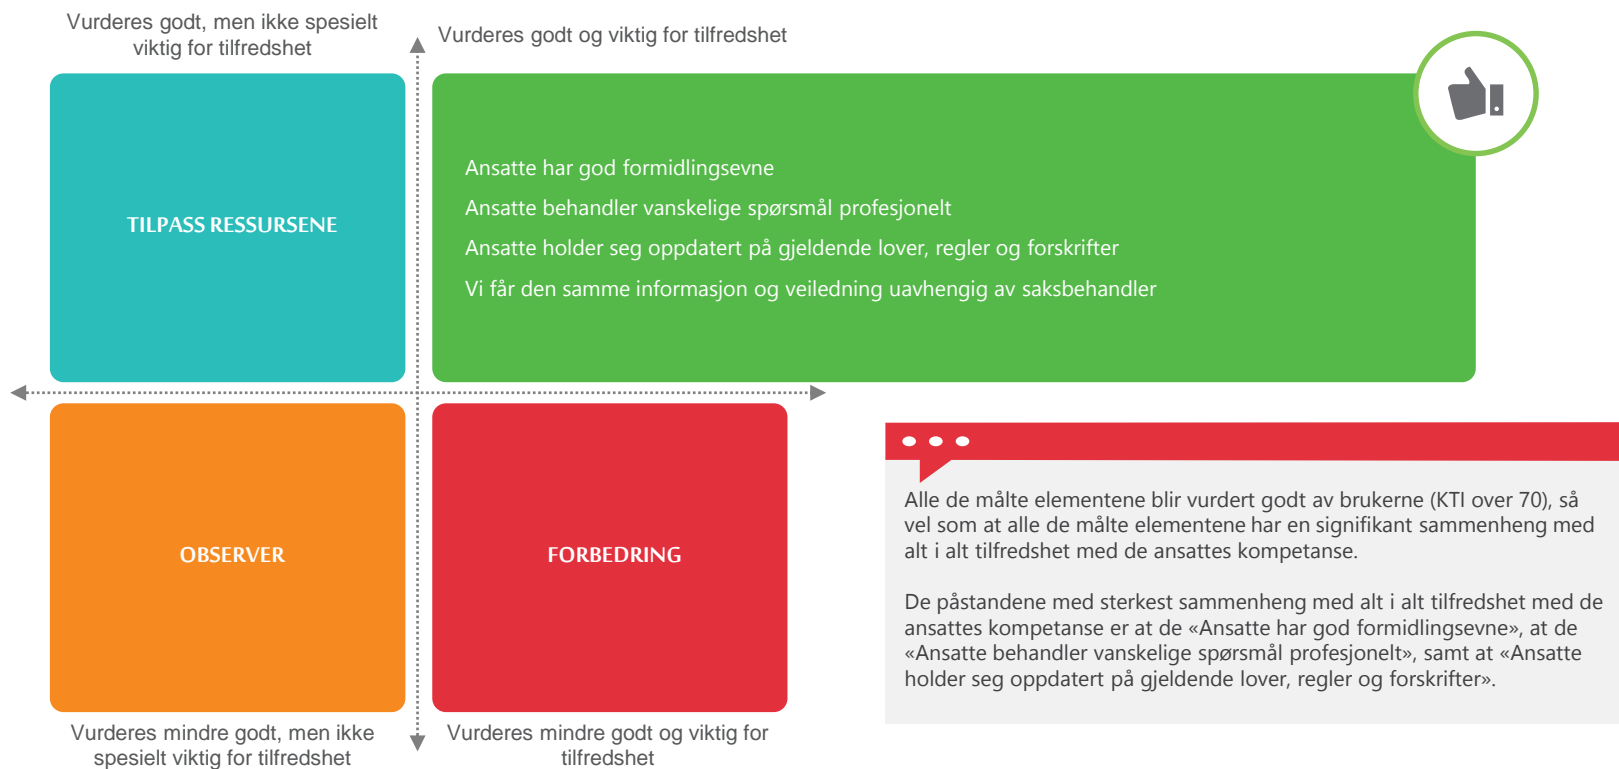 Vurderes godt, men ikke spesielt
viktig for tilfredshet
Vurderes godt og viktig for tilfredshet
TILPASS RESSURSENE
Ansatte har god formidlingsevne
Ansatte behandler vanskelige spørsmål profesjonelt
Ansatte holder seg oppdatert på gjeldende lover, regler og forskrifter
Vi får den samme informasjon og veiledning uavhengig av saksbehandler
OBSERVER
FORBEDRING
Alle de målte elementene blir vurdert godt av brukerne (KTI over 70), så
vel som at alle de målte elementene har en signifikant sammenheng med
alt i alt tilfredshet med de ansattes kompetanse.
De påstandene med sterkest sammenheng med alt i alt tilfredshet med de
ansattes kompetanse er at de «Ansatte har god formidlingsevne», at de
«Ansatte behandler vanskelige spørsmål profesjonelt», samt at «Ansatte
holder seg oppdatert på gjeldende lover, regler og forskrifter».
Vurderes mindre godt, men ikke
spesielt viktig for tilfredshet
Vurderes mindre godt og viktig for
tilfredshet